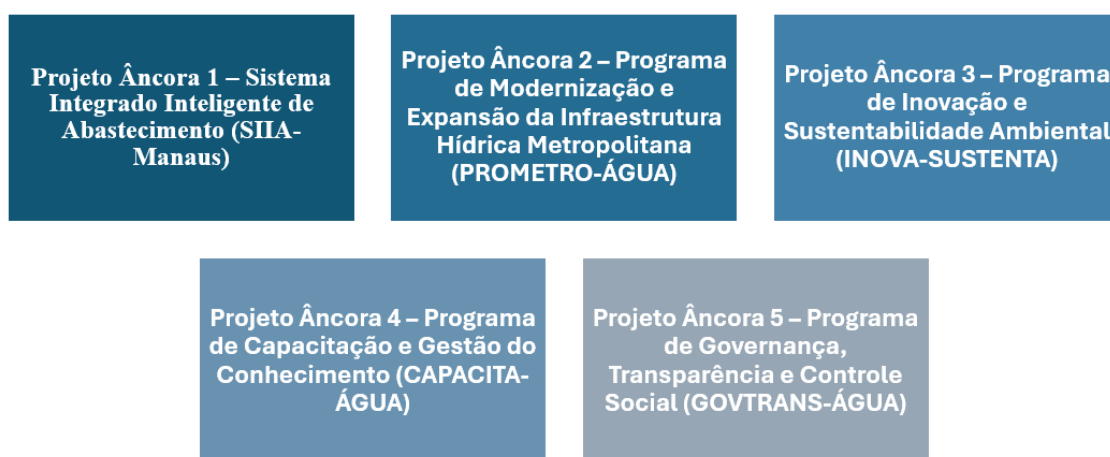 Projeto Âncora 1 – Sistema
Integrado Inteligente de
Abastecimento (SIIA-
Manaus)
Projeto Âncora 2 – Programa
de Modernização e
Expansão da Infraestrutura
Hídrica Metropolitana
(PROMETRO-ÁGUA)
Projeto Âncora 3 – Programa
de Inovação e
Sustentabilidade Ambiental
(INOVA-SUSTENTA)
Projeto Âncora 4 – Programa
de Capacitação e Gestão do
Conhecimento (CAPACITA-
ÁGUA)
Projeto Âncora 5 – Programa
de Governança,
Transparência e Controle
Social (GOVTRANS-ÁGUA)